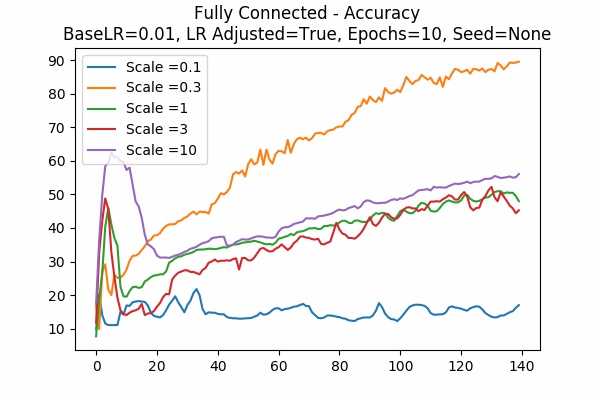 Fully Connected - Accuracy
BaseLR=0.01, LR Adjusted=True, Epochs=10, Seed=None
Scale =0.1
Scale =0.3
Scale =1
Scale =3
Scale =10
90
80
70
60
50
40
30
20
10
0
20
40
60
80
100
120
140